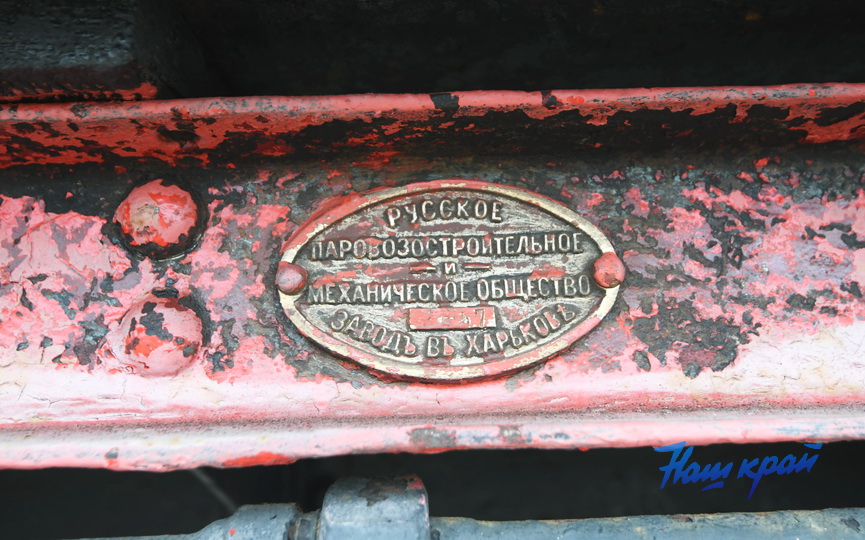 РУССКОЕ
ПАРОВОЗОСТРОИТЕЛЬНОЕ
И
МЕХАНИЧЕСКОЕ ОБЩЕСТВО
ЗАВОДЪ ВЪ ХАРЬКОВѢ
Наш край